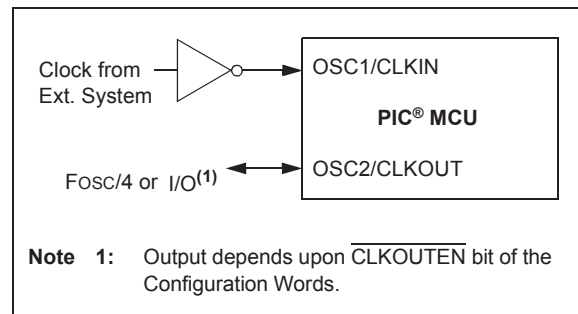 Clock from
Ext. System
OSC1/CLKIN
PIC® MCU
FOSC/4 or I/O(1)
OSC2/CLKOUT
Note 1: Output depends upon CLKOUTEN bit of the
Configuration Words.